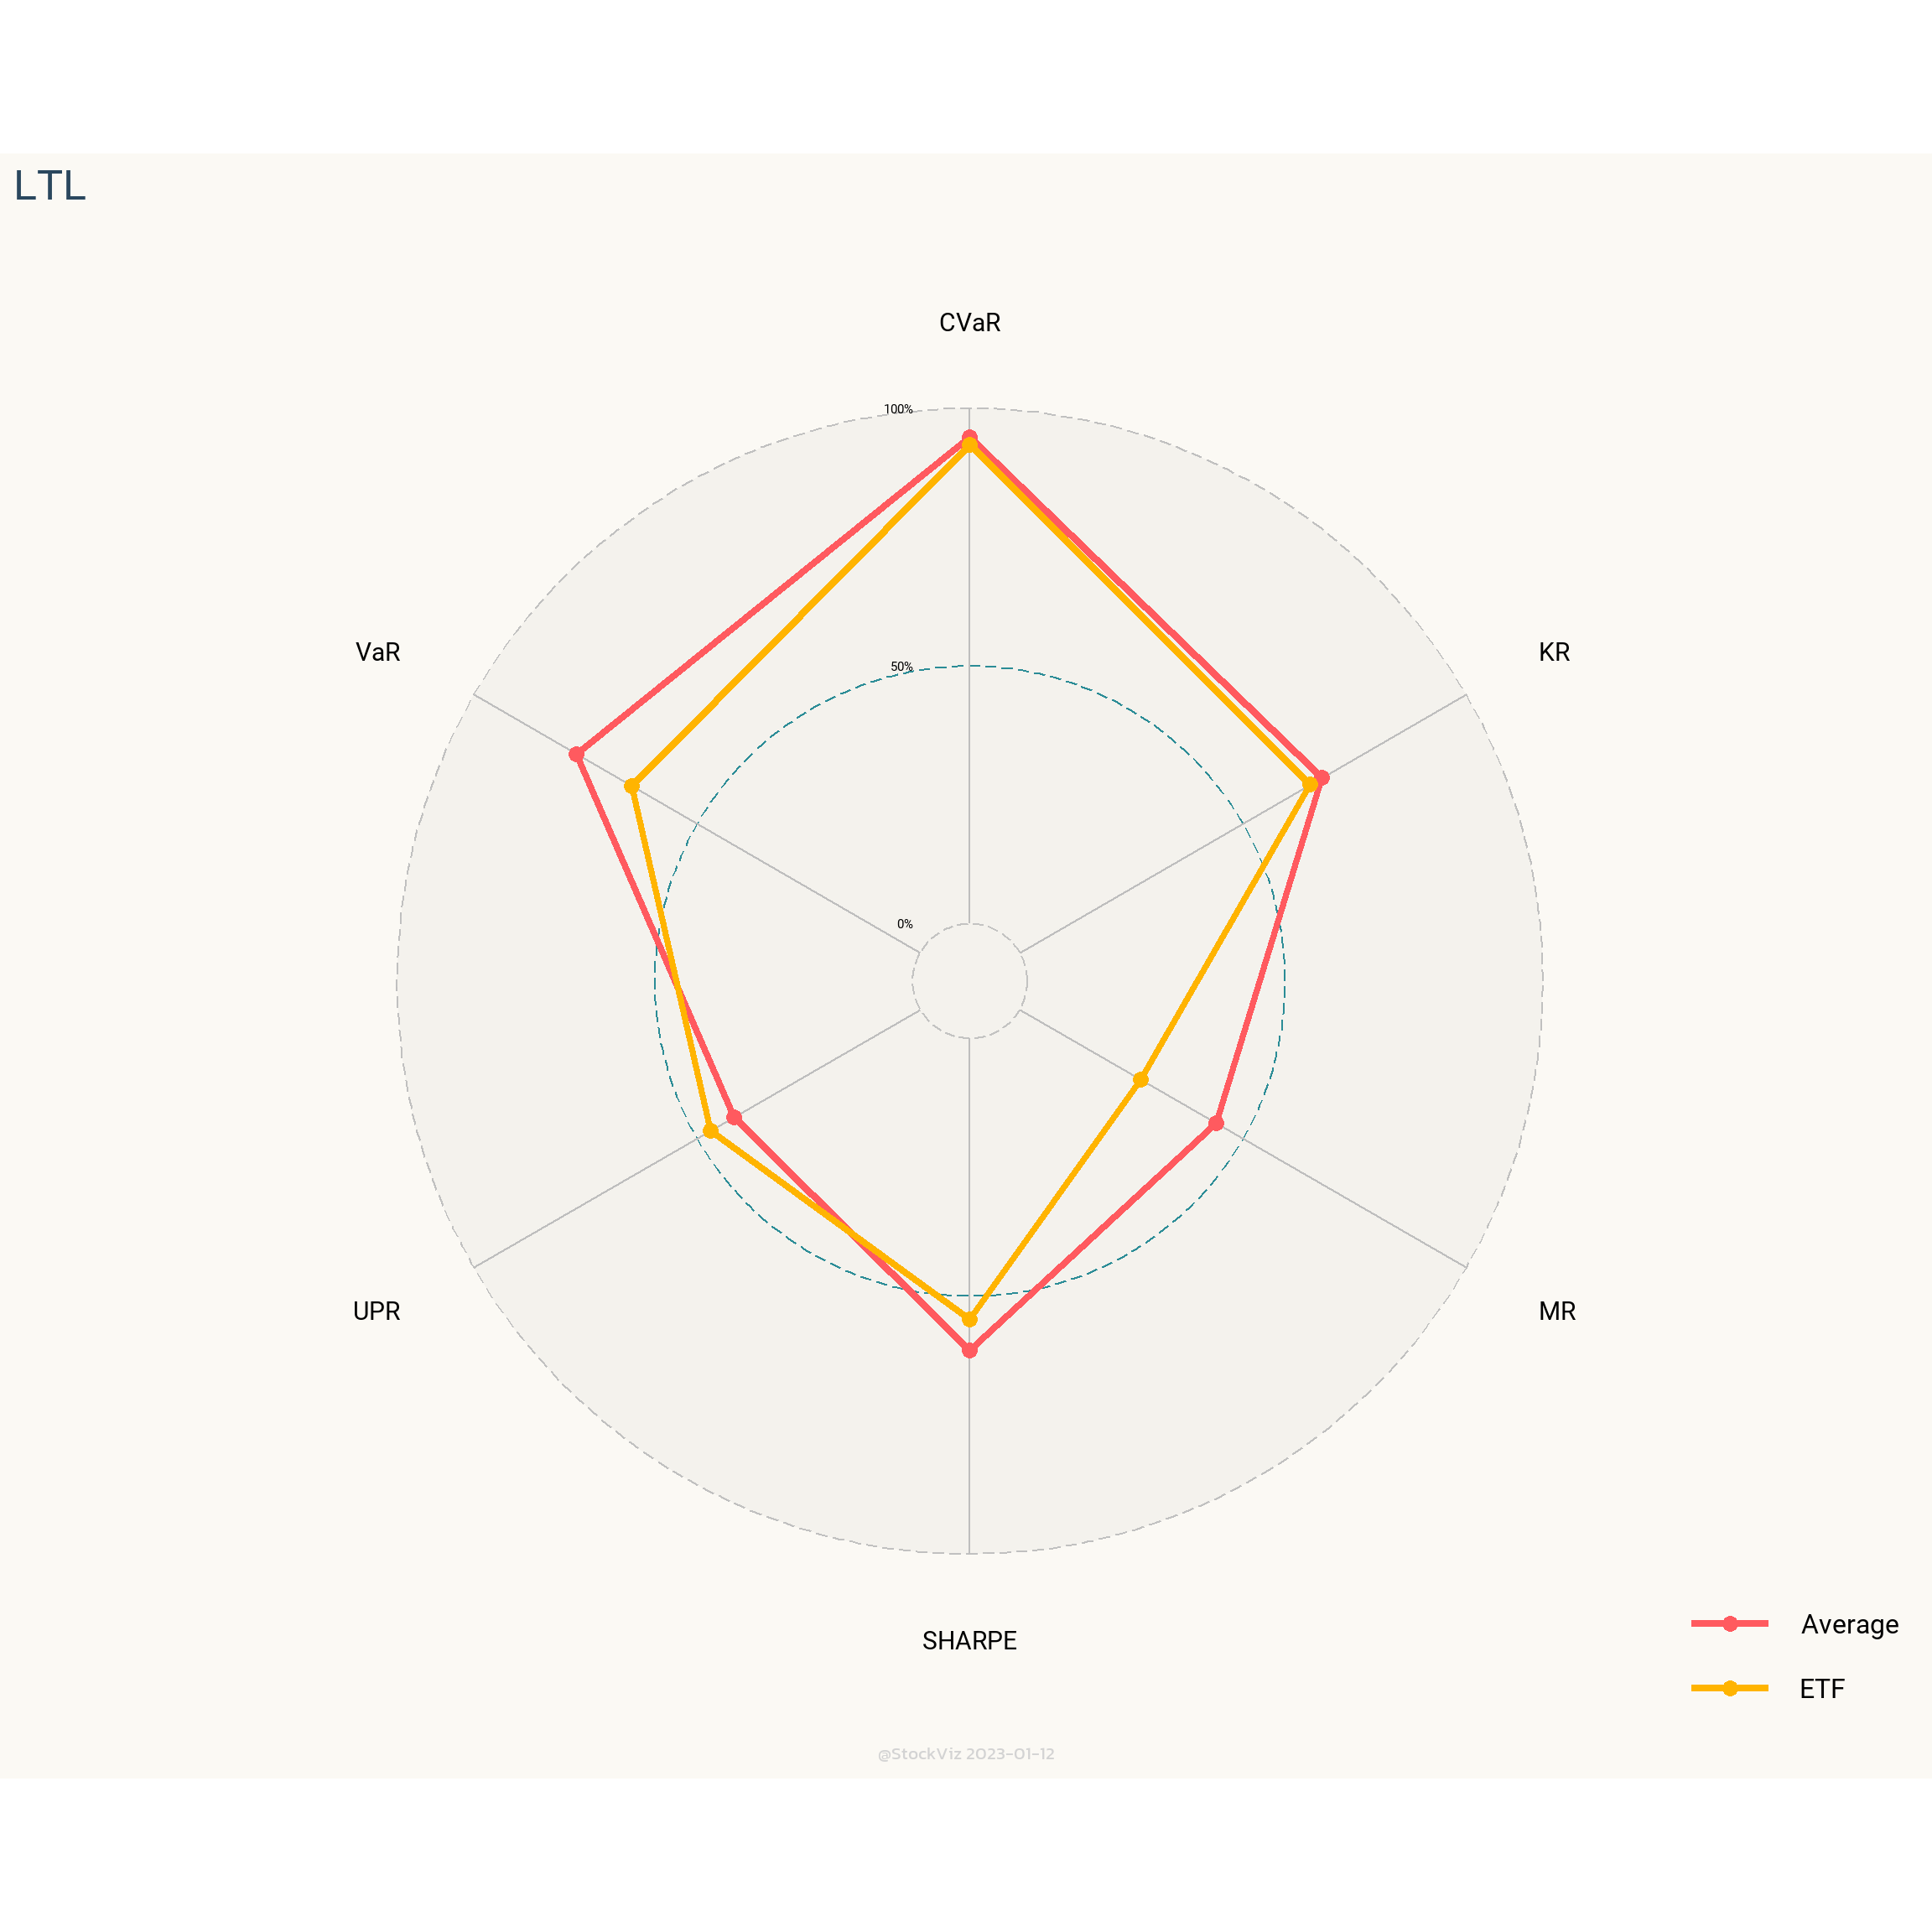 LTL
CVaR
100%
VaR
KR
50%
0%
UPR
MR
SHARPE
Average
ETF
@StockViz 2023-01-12